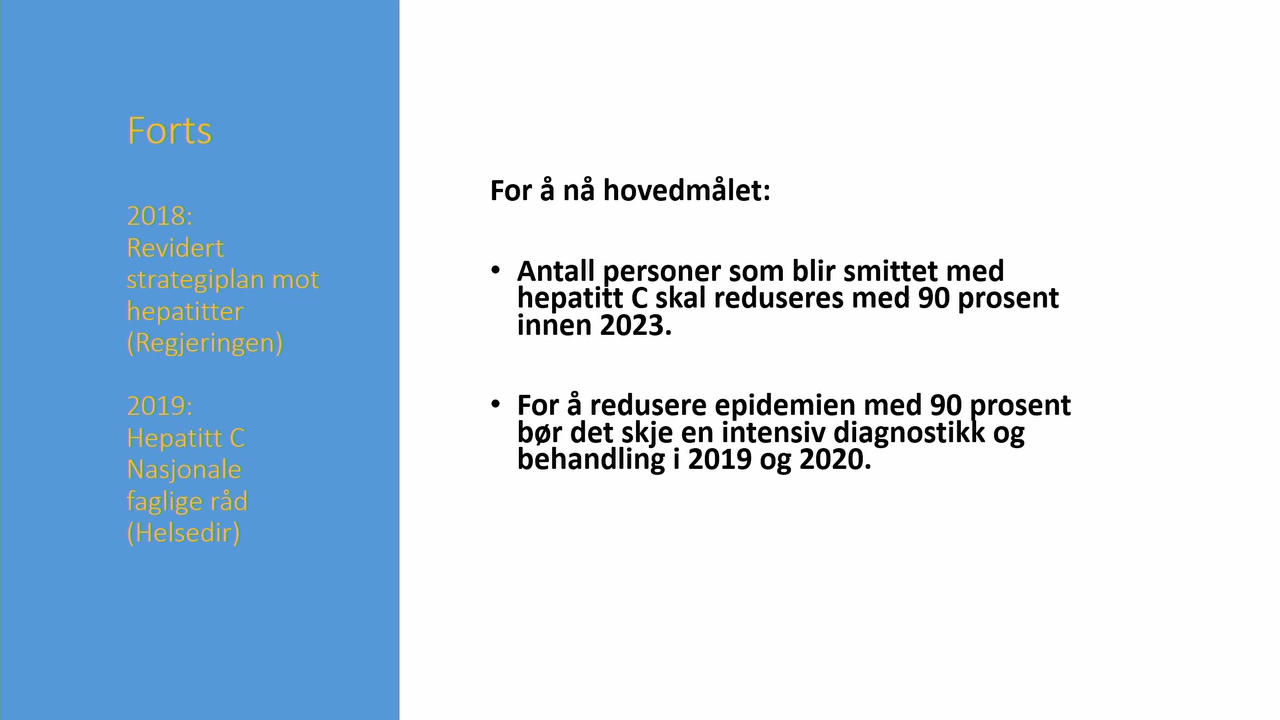 Forts
2018:
Revidert
strategiplan mot
hepatitter
(Regjeringen)
2019:
Hepatitt C
Nasjonale
faglige råd
(Helsedir)
For å nå hovedmålet:
• Antall personer som blir smittet med
hepatitt C skal reduseres med 90 prosent
innen 2023.
• For å redusere epidemien med 90 prosent
bør det skje en intensiv diagnostikk og
behandling i 2019 og 2020.